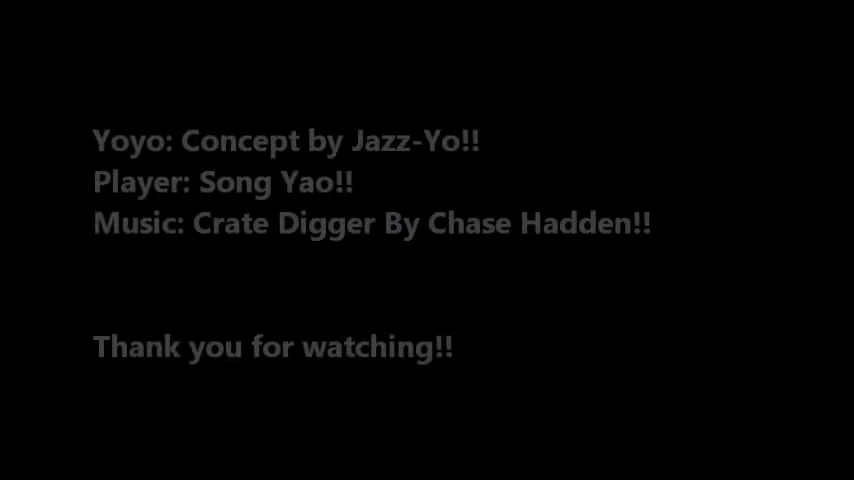 Yoyo: Concept by Jazz-Yo!!
Player: Song Yao!!
Music: Crate Digger By Chase Hadden!!
Thank you for watching!!